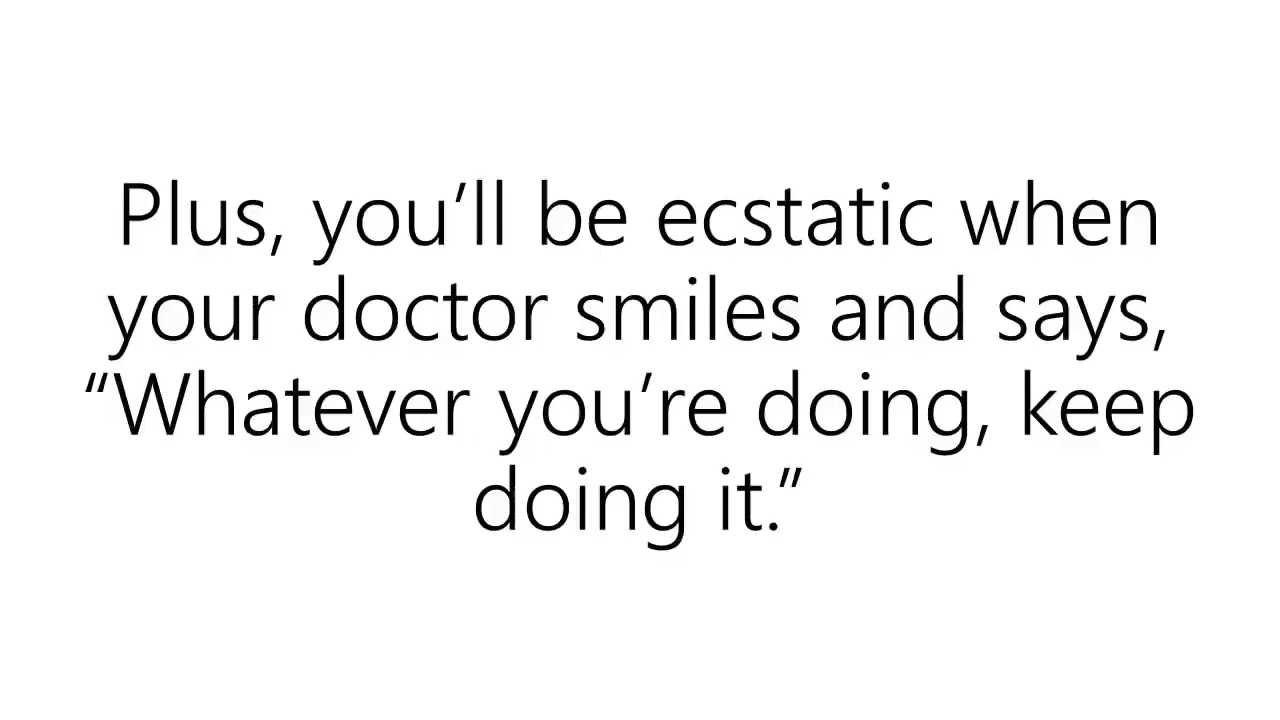 Plus, you’ll be ecstatic when
your doctor smiles and says,
“Whatever you’re doing, keep
doing it.”